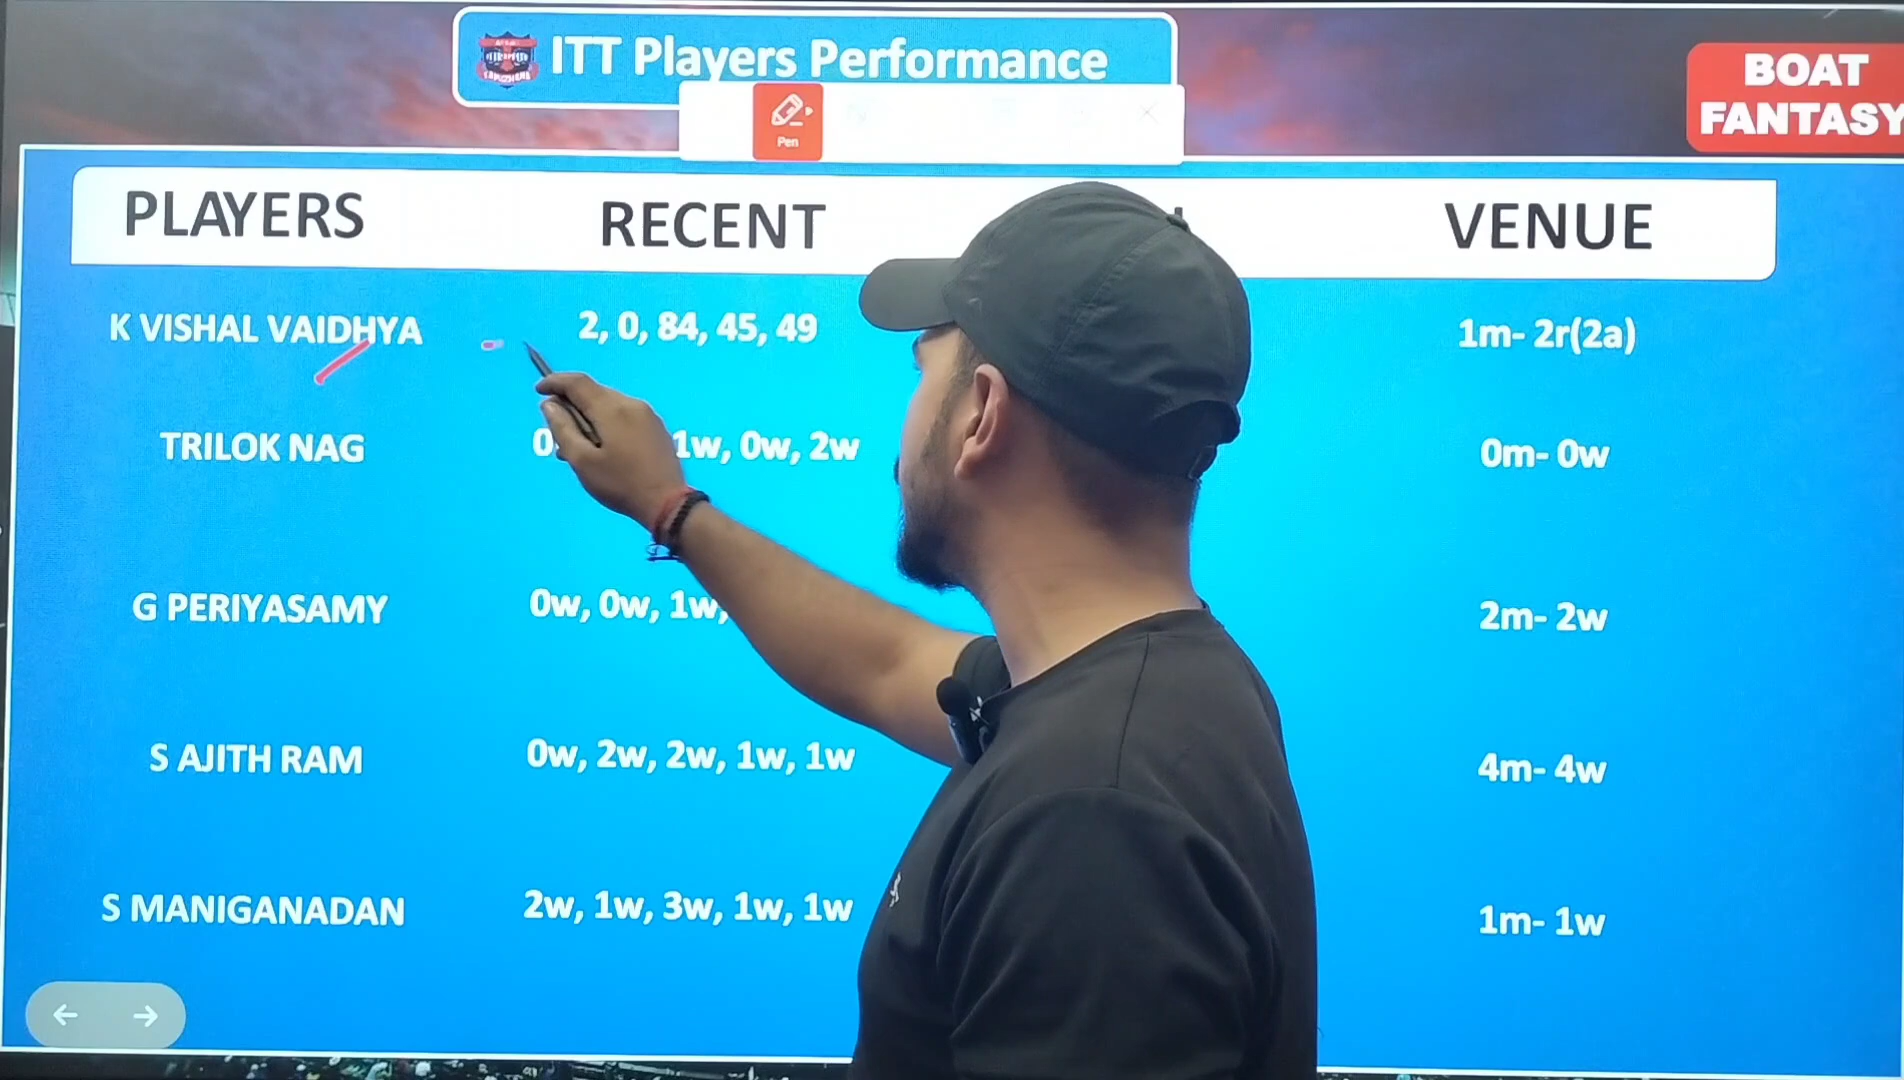 ITT Players Performance
BOAT
FANTASY
Pen
PLAYERS RECENT VENUE
K VISHAL VAIDHYA 2, 0, 84, 45, 49 1m- 2r(2a)
TRILOK NAG 1w, 0w, 2w 0m- 0w
G PERIYASAMY 0w, 0w, 1w, 2m- 2w
S AJITH RAM 0w, 2w, 2w, 1w, 1w 4m- 4w
S MANIGANADAN 2w, 1w, 3w, 1w, 1w 1m- 1w